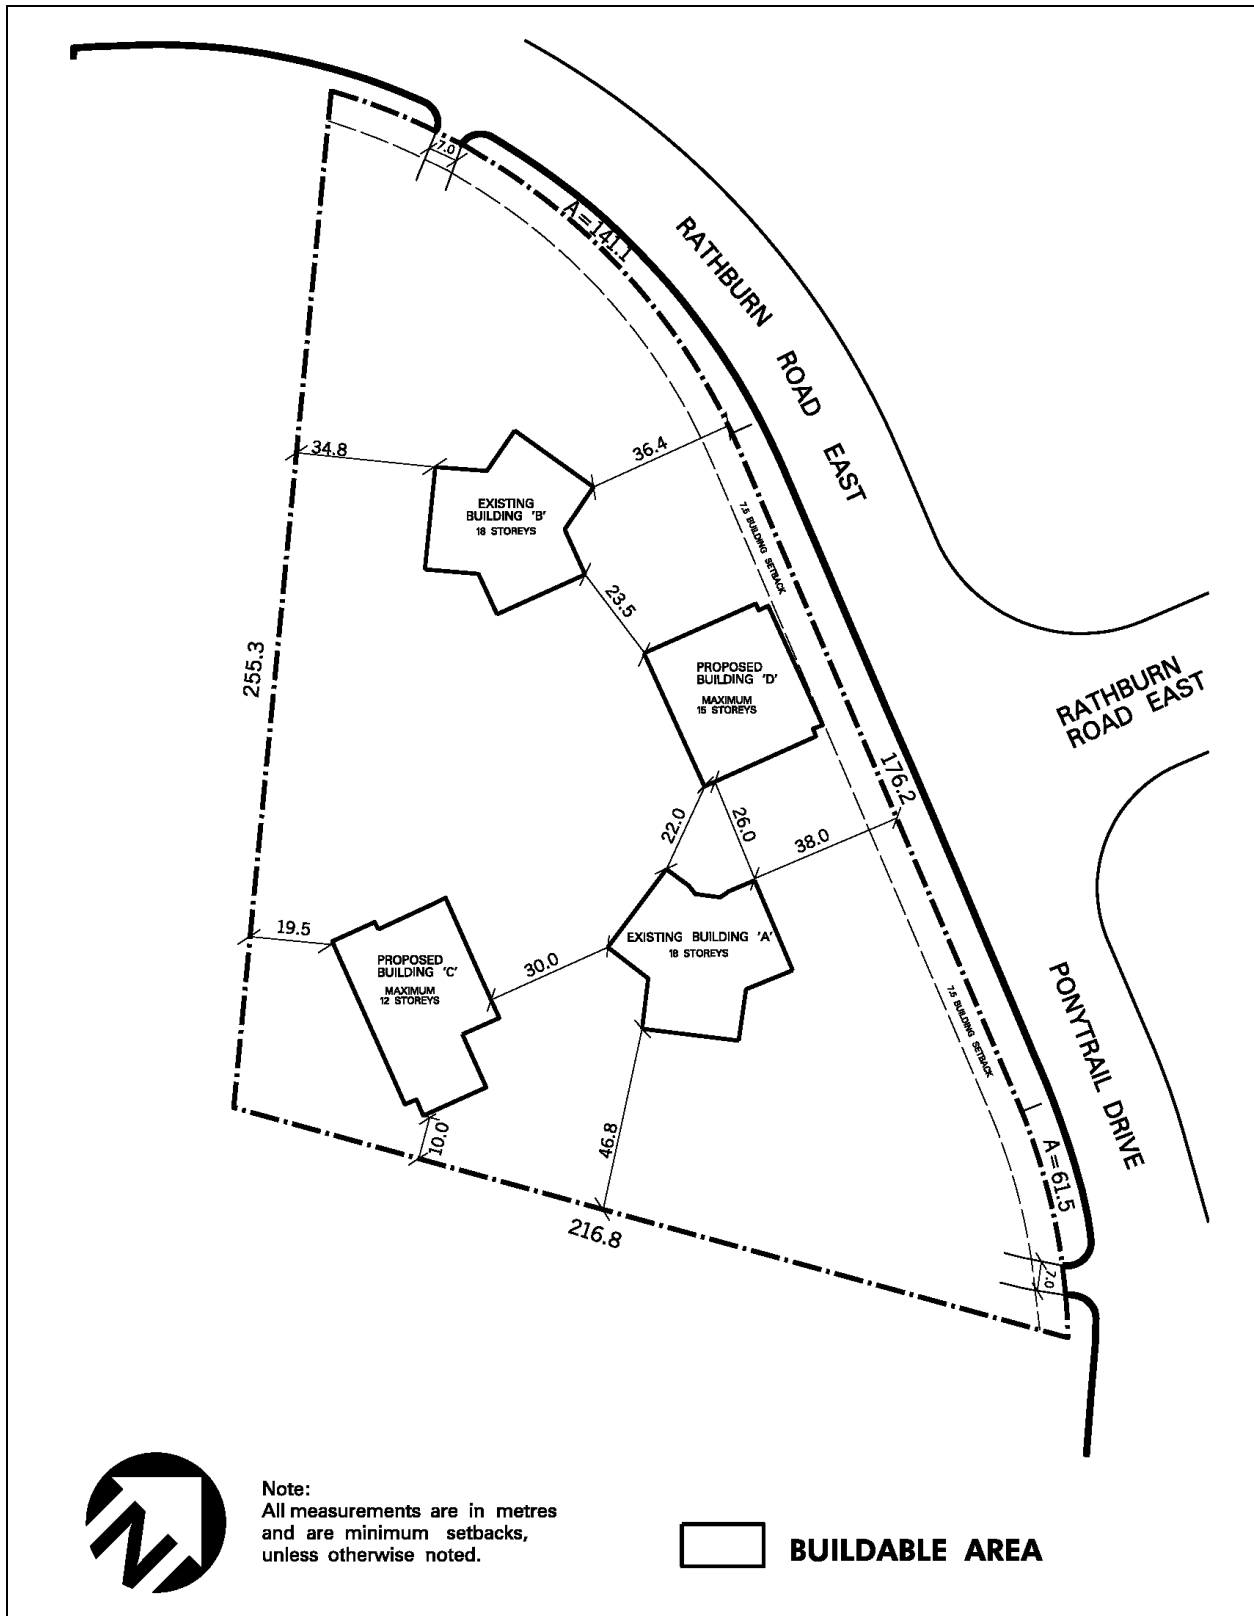 7.0
A = 141.1
RATHBURN ROAD EAST
34.8
36.4
EXISTING
BUILDING 'B'
18 STOREYS
7.5 BUILDING SETBACK
23.5
255.3
PROPOSED
BUILDING 'D'
MAXIMUM
15 STOREYS
RATHBURN
ROAD EAST
176.2
22.0
26.0
38.0
19.5
30.0
EXISTING BUILDING 'A'
18 STOREYS
PROPOSED
BUILDING 'C'
MAXIMUM
12 STOREYS
7.5 BUILDING SETBACK
PONYTRAIL DRIVE
10.0
46.8
A = 61.5
216.8
7.0
N
Note:
All measurements are in metres
and are minimum setbacks,
unless otherwise noted.
BUILDABLE AREA